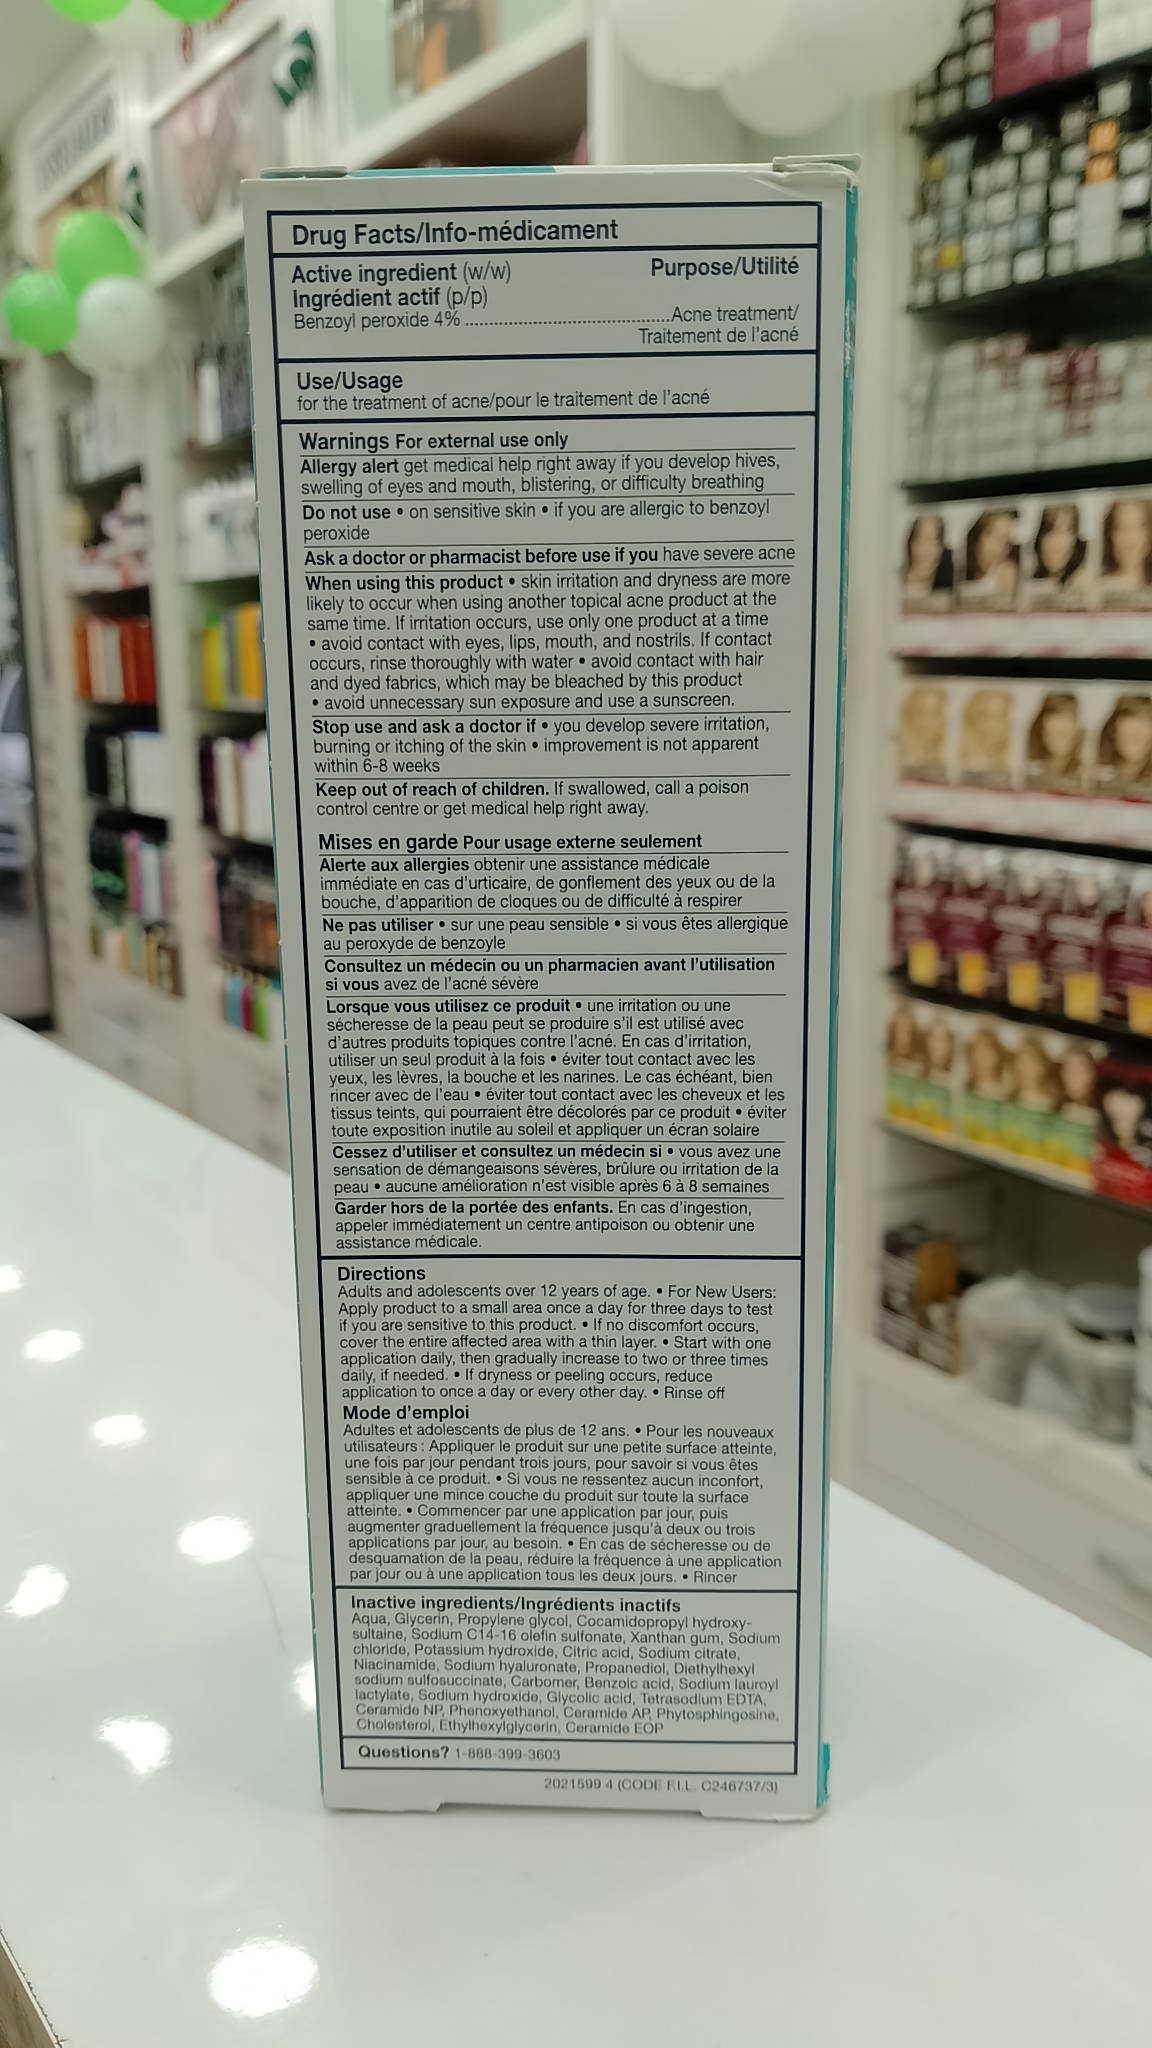 Drug Facts/Info-médicament
Active ingredient (w/w) Purpose/Utilité
Ingrédient actif (p/p)
Benzoyl peroxide 4% ............................................Acne treatment/
Traitement de l'acné
Use/Usage
for the treatment of acne/pour le traitement de l'acné
Warnings For external use only
Allergy alert get medical help right away if you develop hives,
swelling of eyes and mouth, blistering, or difficulty breathing
Do not use • on sensitive skin • if you are allergic to benzoyl
peroxide
Ask a doctor or pharmacist before use if you have severe acne
When using this product • skin irritation and dryness are more
likely to occur when using another topical acne product at the
same time. If irritation occurs, use only one product at a time
• avoid contact with eyes, lips, mouth, and nostrils. If contact
occurs, rinse thoroughly with water • avoid contact with hair
and dyed fabrics, which may be bleached by this product
• avoid unnecessary sun exposure and use a sunscreen.
Stop use and ask a doctor if • you develop severe irritation,
burning or itching of the skin • improvement is not apparent
within 6-8 weeks
Keep out of reach of children. If swallowed, call a poison
control centre or get medical help right away.
Mises en garde Pour usage externe seulement
Alerte aux allergies obtenir une assistance médicale
immédiate en cas d'urticaire, de gonflement des yeux ou de la
bouche, d'apparition de cloques ou de difficulté à respirer
Ne pas utiliser • sur une peau sensible • si vous êtes allergique
au peroxyde de benzoyle
Consultez un médecin ou un pharmacien avant l'utilisation
si vous avez de l'acné sévère
Lorsque vous utilisez ce produit • une irritation ou une
sécheresse de la peau peut se produire s'il est utilisé avec
d'autres produits topiques contre l'acné. En cas d'irritation,
utiliser un seul produit à la fois • éviter tout contact avec les
yeux, les lèvres, la bouche et les narines. Le cas échéant, bien
rincer avec de l'eau • éviter tout contact avec les cheveux et les
tissus teints, qui pourraient être décolorés par ce produit • éviter
toute exposition inutile au soleil et appliquer un écran solaire
Cessez d'utiliser et consultez un médecin si • vous avez une
sensation de démangeaisons sévères, brûlure ou irritation de la
peau • aucune amélioration n'est visible après 6 à 8 semaines
Garder hors de la portée des enfants. En cas d'ingestion,
appeler immédiatement un centre antipoison ou obtenir une
assistance médicale.
Directions
Adults and adolescents over 12 years of age. • For New Users:
Apply product to a small area once a day for three days to test
if you are sensitive to this product. • If no discomfort occurs,
cover the entire affected area with a thin layer. • Start with one
application daily, then gradually increase to two or three times
daily, if needed. • If dryness or peeling occurs, reduce
application to once a day or every other day. • Rinse off
Mode d'emploi
Adultes et adolescents de plus de 12 ans. • Pour les nouveaux
utilisateurs : Appliquer le produit sur une petite surface atteinte,
une fois par jour pendant trois jours, pour savoir si vous êtes
sensible à ce produit. • Si vous ne ressentez aucun inconfort,
appliquer une mince couche du produit sur toute la surface
atteinte. • Commencer par une application par jour, puis
augmenter graduellement la fréquence jusqu'à deux ou trois
applications par jour, au besoin. • En cas de sécheresse ou de
desquamation de la peau, réduire la fréquence à une application
par jour ou à une application tous les deux jours. • Rincer
Inactive ingredients/Ingrédients inactifs
Aqua, Glycerin, Propylene glycol, Cocamidopropyl hydroxy-
sultaine, Sodium C14-16 olefin sulfonate, Xanthan gum, Sodium
chloride, Potassium hydroxide, Citric acid, Sodium citrate,
Niacinamide, Sodium hyaluronate, Propanediol, Diethylhexyl
sodium sulfosuccinate, Carbomer, Benzoic acid, Sodium lauroyl
lactylate, Sodium hydroxide, Glycolic acid, Tetrasodium EDTA,
Ceramide NP, Phenoxyethanol, Ceramide AP, Phytosphingosine,
Cholesterol, Ethylhexylglycerin, Ceramide EOP
Questions? 1-888-399-3603
2021599 4 (CODE F.I.L. C246737/3)